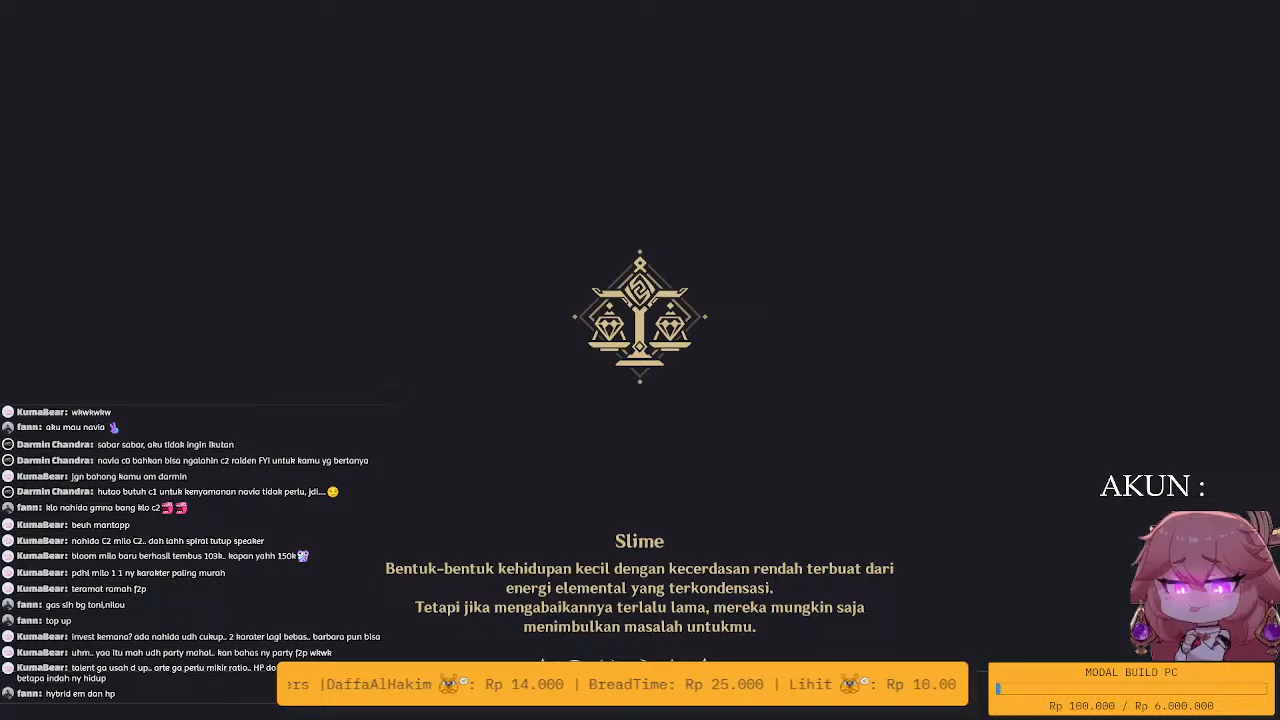 KumaBear: wkwkwkw
fann: aku mau navia
Darmin Chandra: sabar sabar, aku tidak ingin ikutan
Darmin Chandra: navia c0 bahkan bisa ngalahin c2 raiden FYI untuk kamu yg bertanya
KumaBear: jgn bohong kamu om darmin
Darmin Chandra: hutao butuh c1 untuk kenyamanan navia tidak perlu, jdi....
fann: klo nahida gmna bang klo c2
KumaBear: beuh mantapp
KumaBear: nahida C2 milo C2.. dah lahh spiral tutup speaker
KumaBear: bloom milo baru berhasil tembus 103k.. kapan yahh 150k
KumaBear: pdhl milo 1 1 ny karakter paling murah
KumaBear: teramat ramah f2p
fann: gas sih bg toni,nilou
fann: top up
KumaBear: invest kemana? ada nahida udh cukup.. 2 karater lagi bebas.. barbara pun bisa
KumaBear: uhm.. yaa itu mah udh party mahal.. kan bahas ny party f2p wkwk
KumaBear: talent ga usah d up.. arte ga perlu mikir ratio.. HP do
betapa indah ny hidup
fann: hybrid em dan hp
Slime
Bentuk-bentuk kehidupan kecil dengan kecerdasan rendah terbuat dari
energi elemental yang terkondensasi.
Tetapi jika mengabaikannya terlalu lama, mereka mungkin saja
menimbulkan masalah untukmu.
ers |DaffaAlHakim : Rp 14.000 | BreadTime: Rp 25.000 | Lihit : Rp 10.00
AKUN :
MODAL BUILD PC
Rp 100.000 / Rp 6.000.000